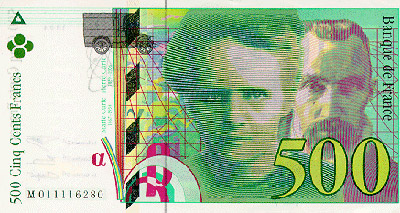 500 Cinq Cents Francs
Banque de France
α
500
M011116280